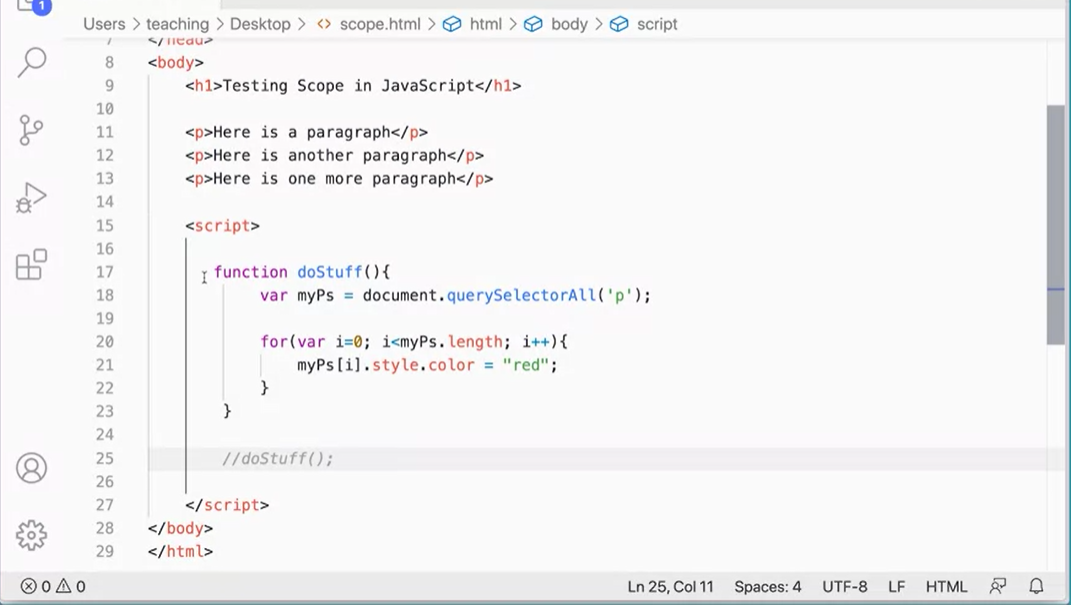 1
Users > teaching > Desktop > <> scope.html > html > body > script
7 </head>
8 <body>
9 <h1>Testing Scope in JavaScript</h1>
10
11 <p>Here is a paragraph</p>
12 <p>Here is another paragraph</p>
13 <p>Here is one more paragraph</p>
14
15 <script>
16
17 function doStuff(){
18 var myPs = document.querySelectorAll('p');
19
20 for(var i=0; i<myPs.length; i++){
21 myPs[i].style.color = "red";
22 }
23 }
24
25 //doStuff();
26
27 </script>
28 </body>
29 </html>
0 0 Ln 25, Col 11 Spaces: 4 UTF-8 LF HTML